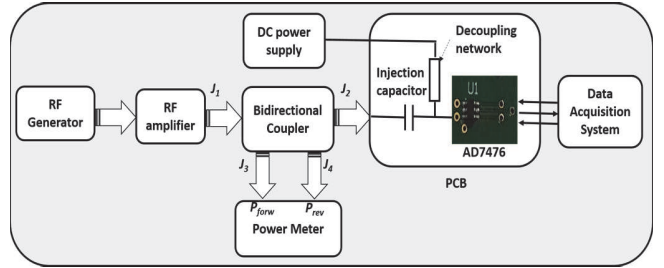 DC power
supply
Decoupling
network
Injection
capacitor
U1
RF
Generator
RF
amplifier
J1
Bidirectional
Coupler
J2
Data
Acquisition
System
AD7476
J3
J4
PCB
Pforw
Prev
Power Meter